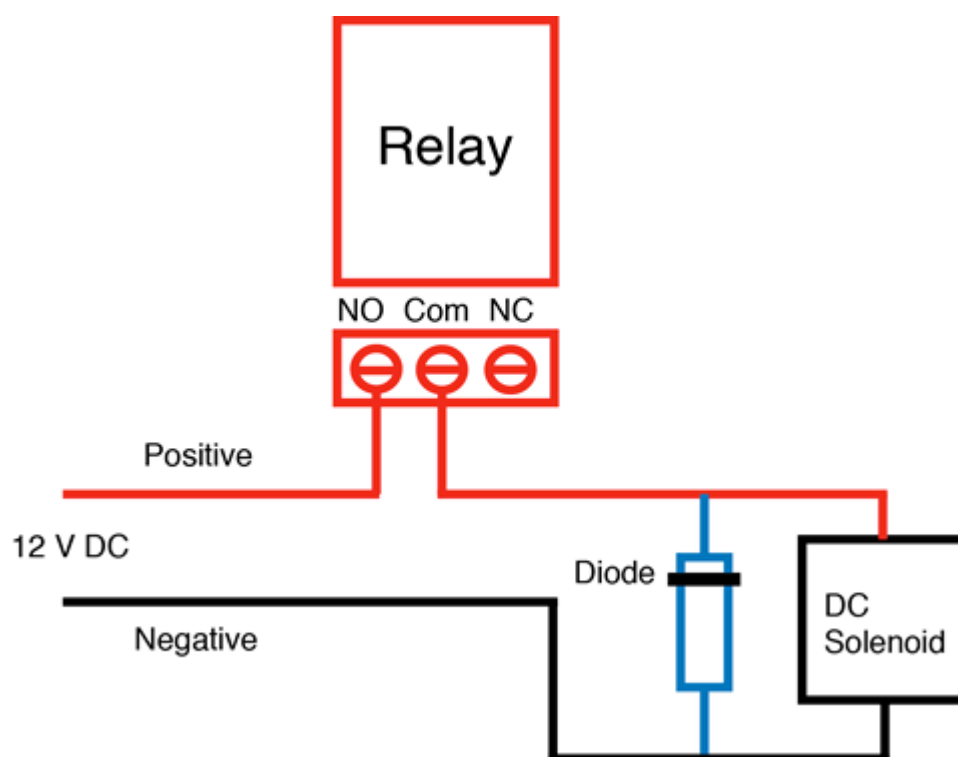 Relay
NO Com NC
Positive
12 V DC
Diode
DC
Solenoid
Negative